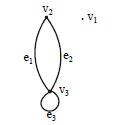 v₂
. v₁
e₁
e₂
v₃
e₃